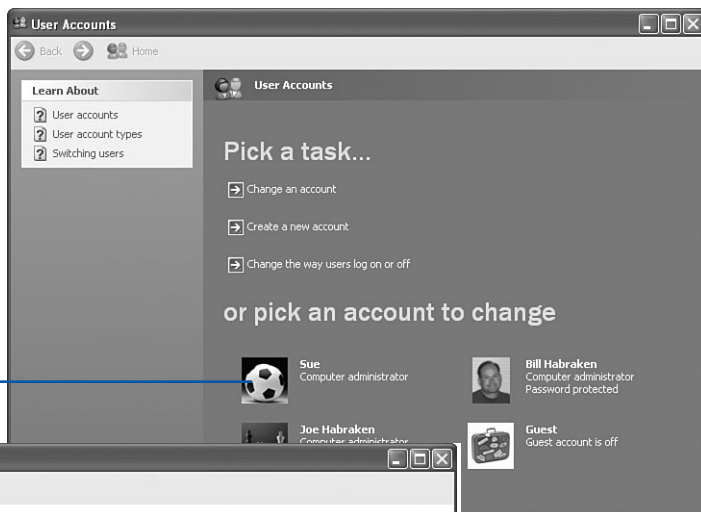 User Accounts
Back Home
Learn About
User accounts
User account types
Switching users
User Accounts
Pick a task...
Change an account
Create a new account
Change the way users log on or off
or pick an account to change
Sue
Computer administrator
Bill Habraken
Computer administrator
Password protected
Joe Habraken
Computer administrator
Guest
Guest account is off